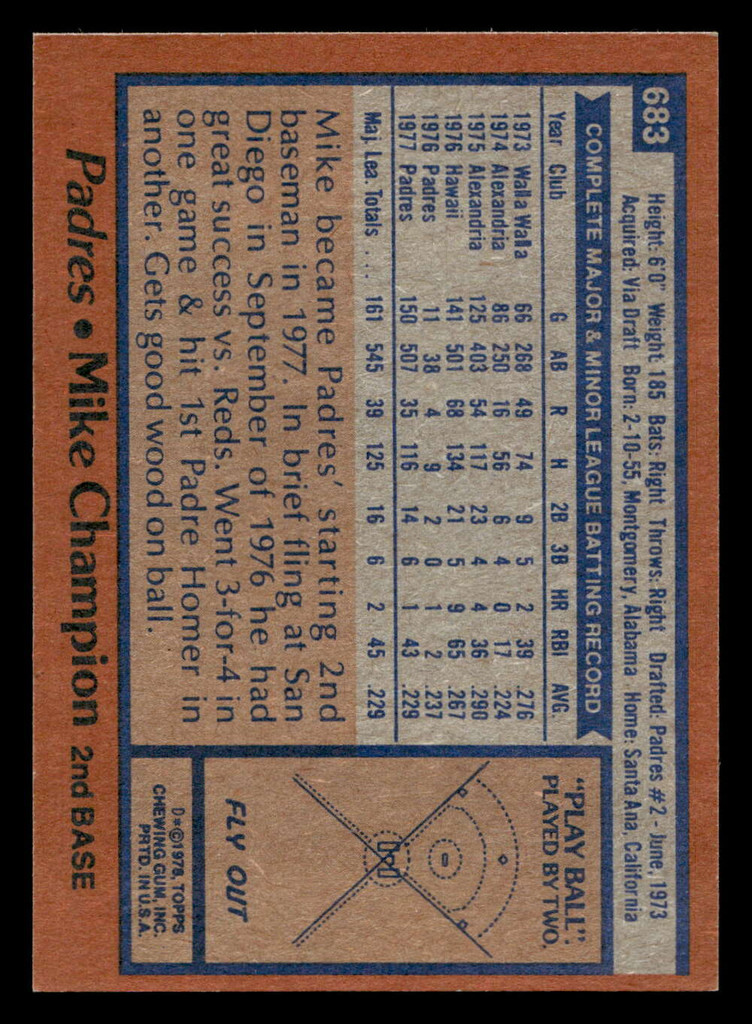 683
Height: 6'0" Weight: 185 Bats: Right Throws: Right Drafted: Padres #2 - June, 1973
Acquired: Via Draft Born: 2-10-55, Montgomery, Alabama Home: Santa Ana, California
COMPLETE MAJOR & MINOR LEAGUE BATTING RECORD
Year Club G AB R H 2B 3B HR RBI AVG.
1973 Walla Walla 66 268 49 74 9 5 2 39 .276
1974 Alexandria 86 250 16 56 6 4 0 17 .224
1975 Alexandria 125 403 54 117 23 4 4 36 .290
1976 Hawaii 141 501 68 134 21 5 9 65 .267
1976 Padres 11 38 4 9 2 0 1 2 .237
1977 Padres 150 507 35 116 14 6 1 43 .229
Maj. Lea. Totals . . . 161 545 39 125 16 6 2 45 .229
Mike became Padres' starting 2nd
baseman in 1977. In brief fling at San
Diego in September of 1976 he had
great success vs. Reds. Went 3-for-4 in
one game & hit 1st Padre Homer in
another. Gets good wood on ball.
"PLAY BALL".
PLAYED BY TWO.
FLY OUT
D*©1978, TOPPS
CHEWING GUM, INC.
PRTD. IN U.S.A.
Padres • Mike Champion 2nd BASE